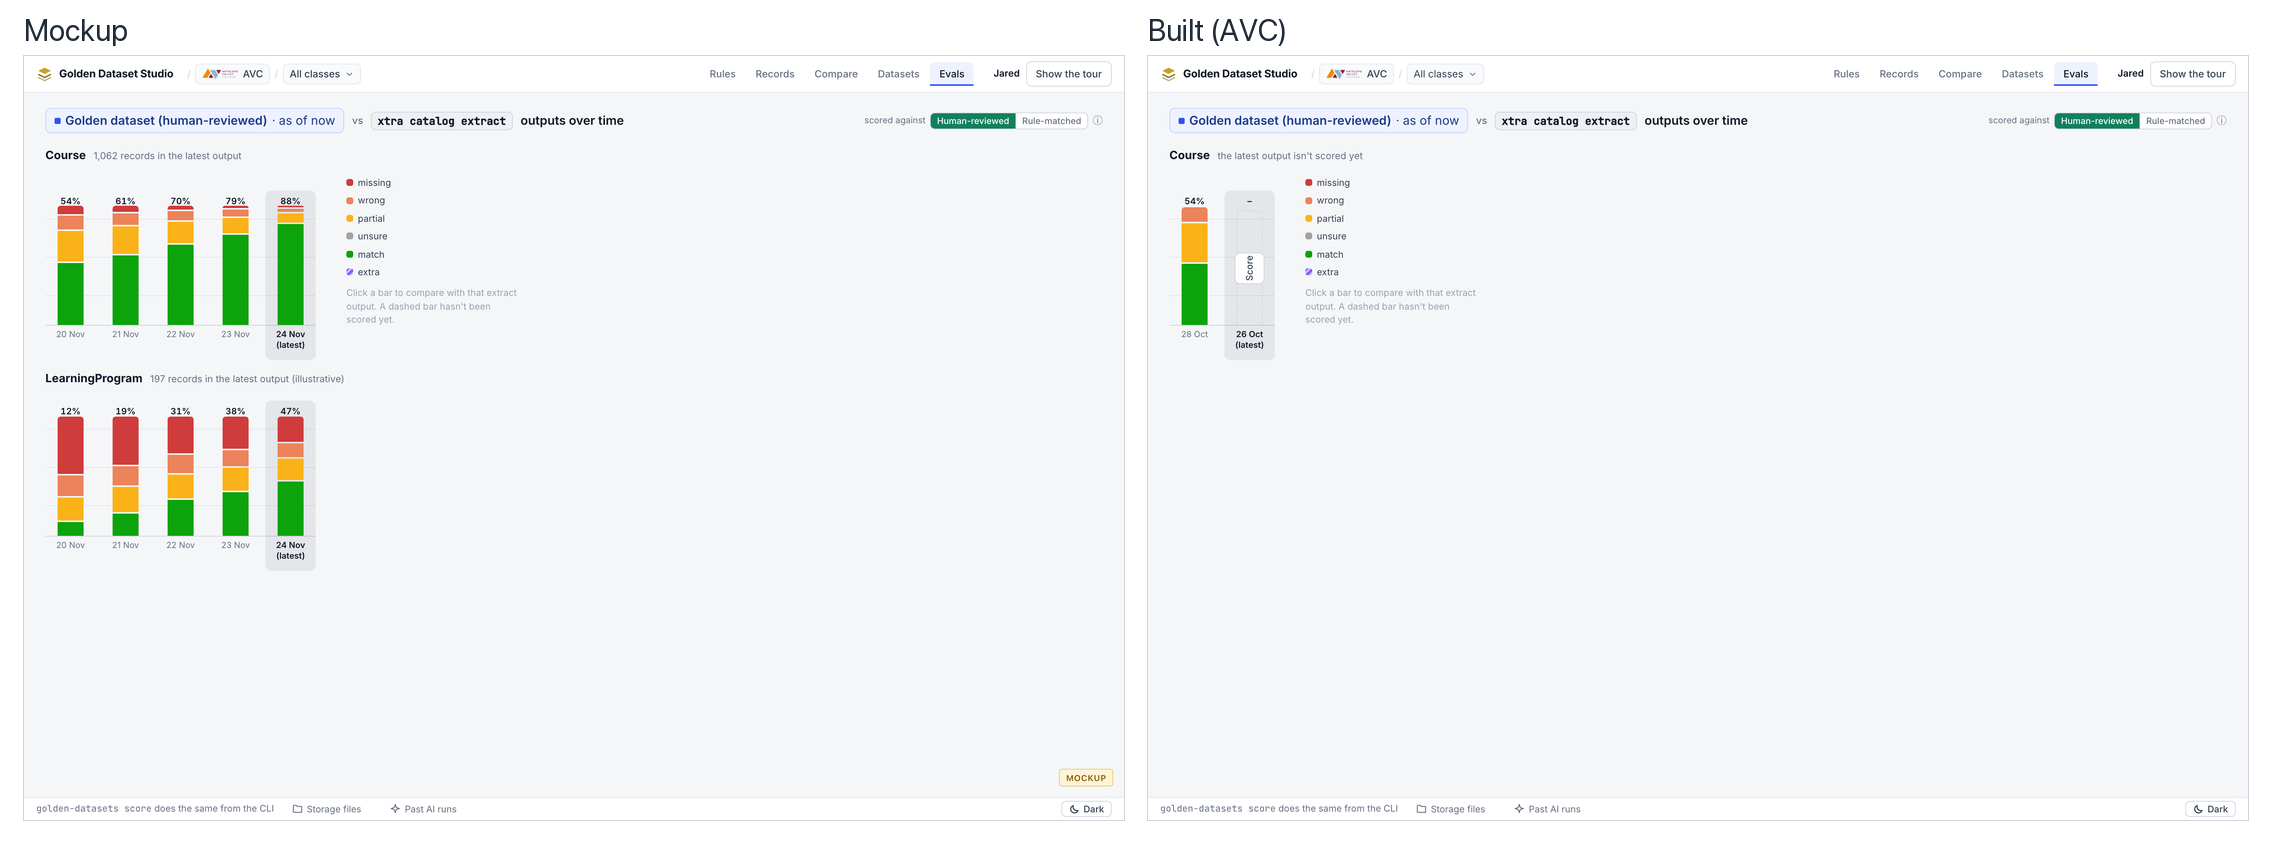 Mockup
Golden Dataset Studio / AVC / All classes Rules Records Compare Datasets Evals Jared Show the tour
Golden dataset (human-reviewed) · as of now vs xtra catalog extract outputs over time scored against Human-reviewed Rule-matched
Course 1,062 records in the latest output
54% 61% 70% 79% 88%
20 Nov 21 Nov 22 Nov 23 Nov 24 Nov
(latest)
missing
wrong
partial
unsure
match
extra
Click a bar to compare with that extract
output. A dashed bar hasn't been
scored yet.
LearningProgram 197 records in the latest output (illustrative)
12% 19% 31% 38% 47%
20 Nov 21 Nov 22 Nov 23 Nov 24 Nov
(latest)
MOCKUP
golden-datasets score does the same from the CLI Storage files Past AI runs Dark
Built (AVC)
Golden Dataset Studio / AVC / All classes Rules Records Compare Datasets Evals Jared Show the tour
Golden dataset (human-reviewed) · as of now vs xtra catalog extract outputs over time scored against Human-reviewed Rule-matched
Course the latest output isn't scored yet
54% –
Score
28 Oct 26 Oct
(latest)
missing
wrong
partial
unsure
match
extra
Click a bar to compare with that extract
output. A dashed bar hasn't been
scored yet.
golden-datasets score does the same from the CLI Storage files Past AI runs Dark